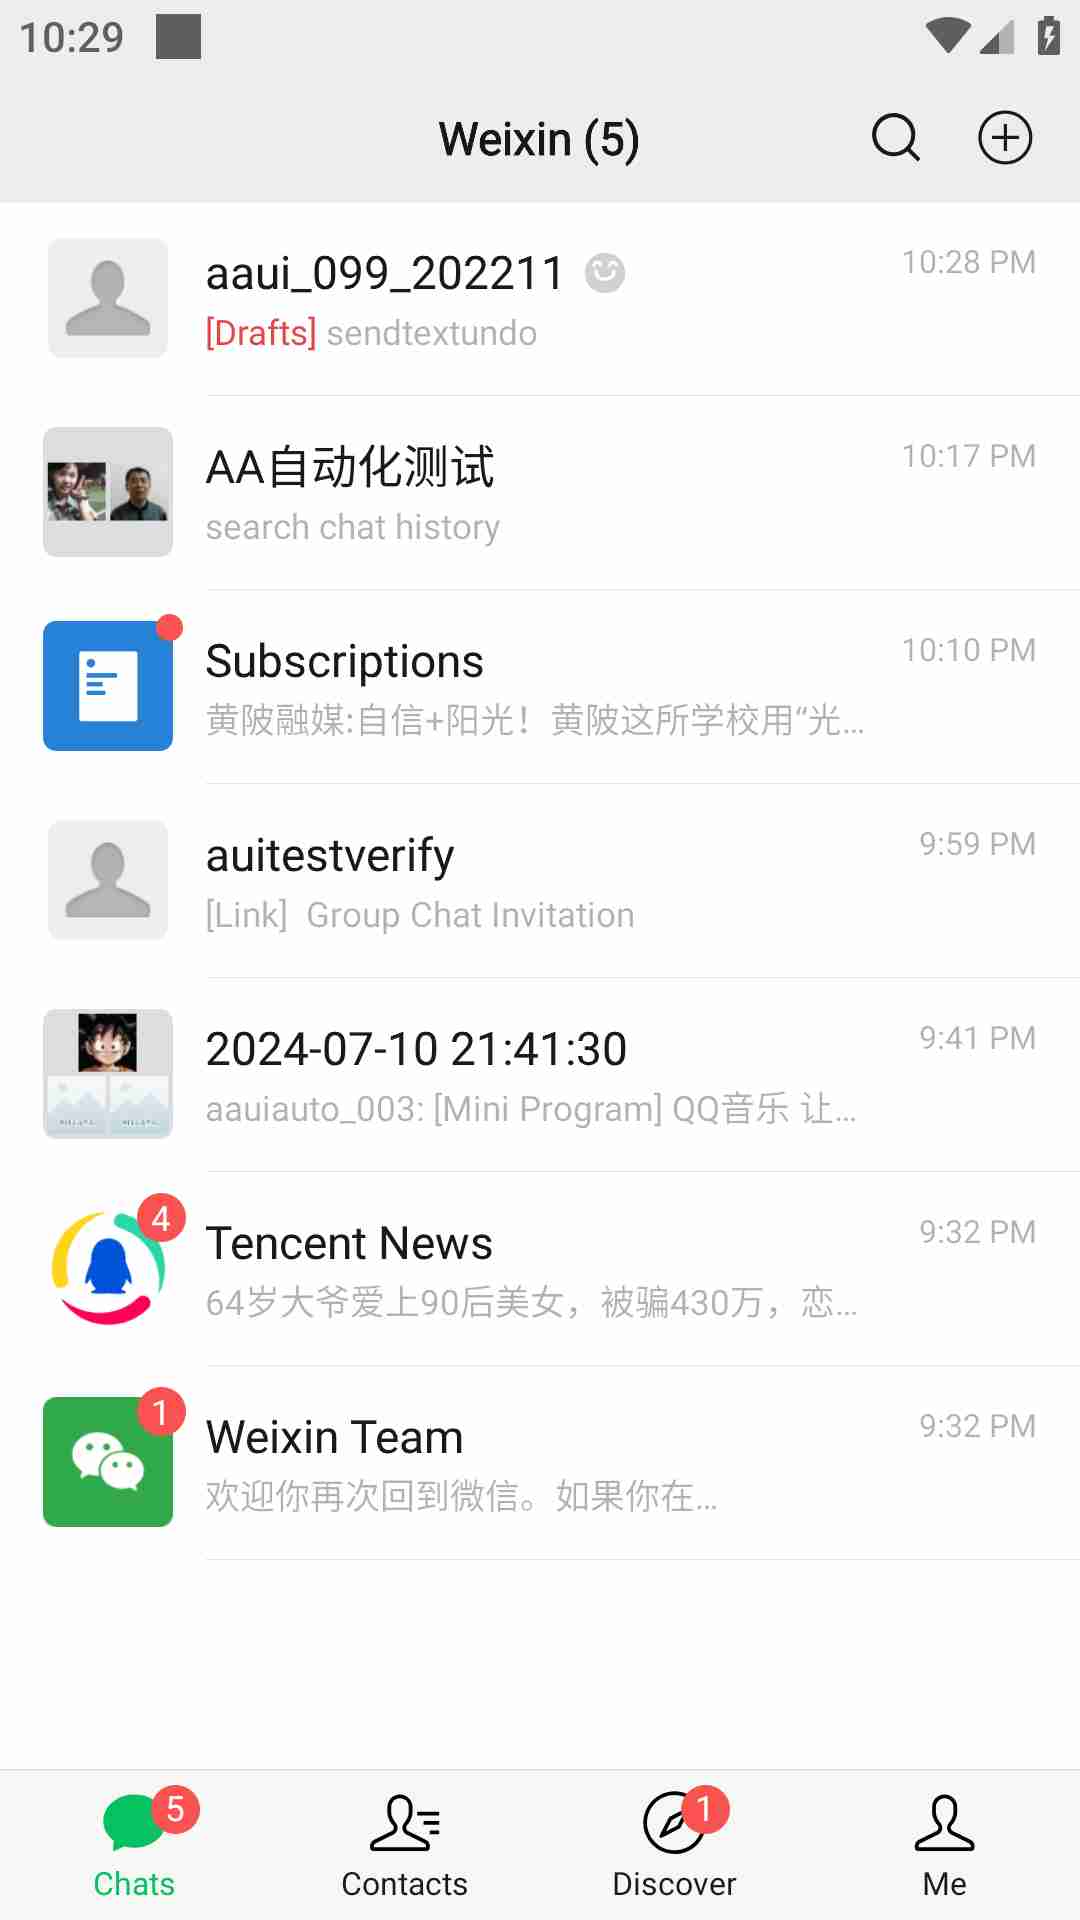 10:29
Weixin (5)
aaui_099_202211
10:28 PM
[Drafts] sendtextundo
AA自动化测试
10:17 PM
search chat history
Subscriptions
10:10 PM
黄陂融媒:自信+阳光！黄陂这所学校用“光...
auitestverify
9:59 PM
[Link]  Group Chat Invitation
2024-07-10 21:41:30
9:41 PM
aauiauto_003: [Mini Program] QQ音乐 让...
4
Tencent News
9:32 PM
64岁大爷爱上90后美女，被骗430万，恋...
1
Weixin Team
9:32 PM
欢迎你再次回到微信。如果你在...
5
1
Chats
Contacts
Discover
Me